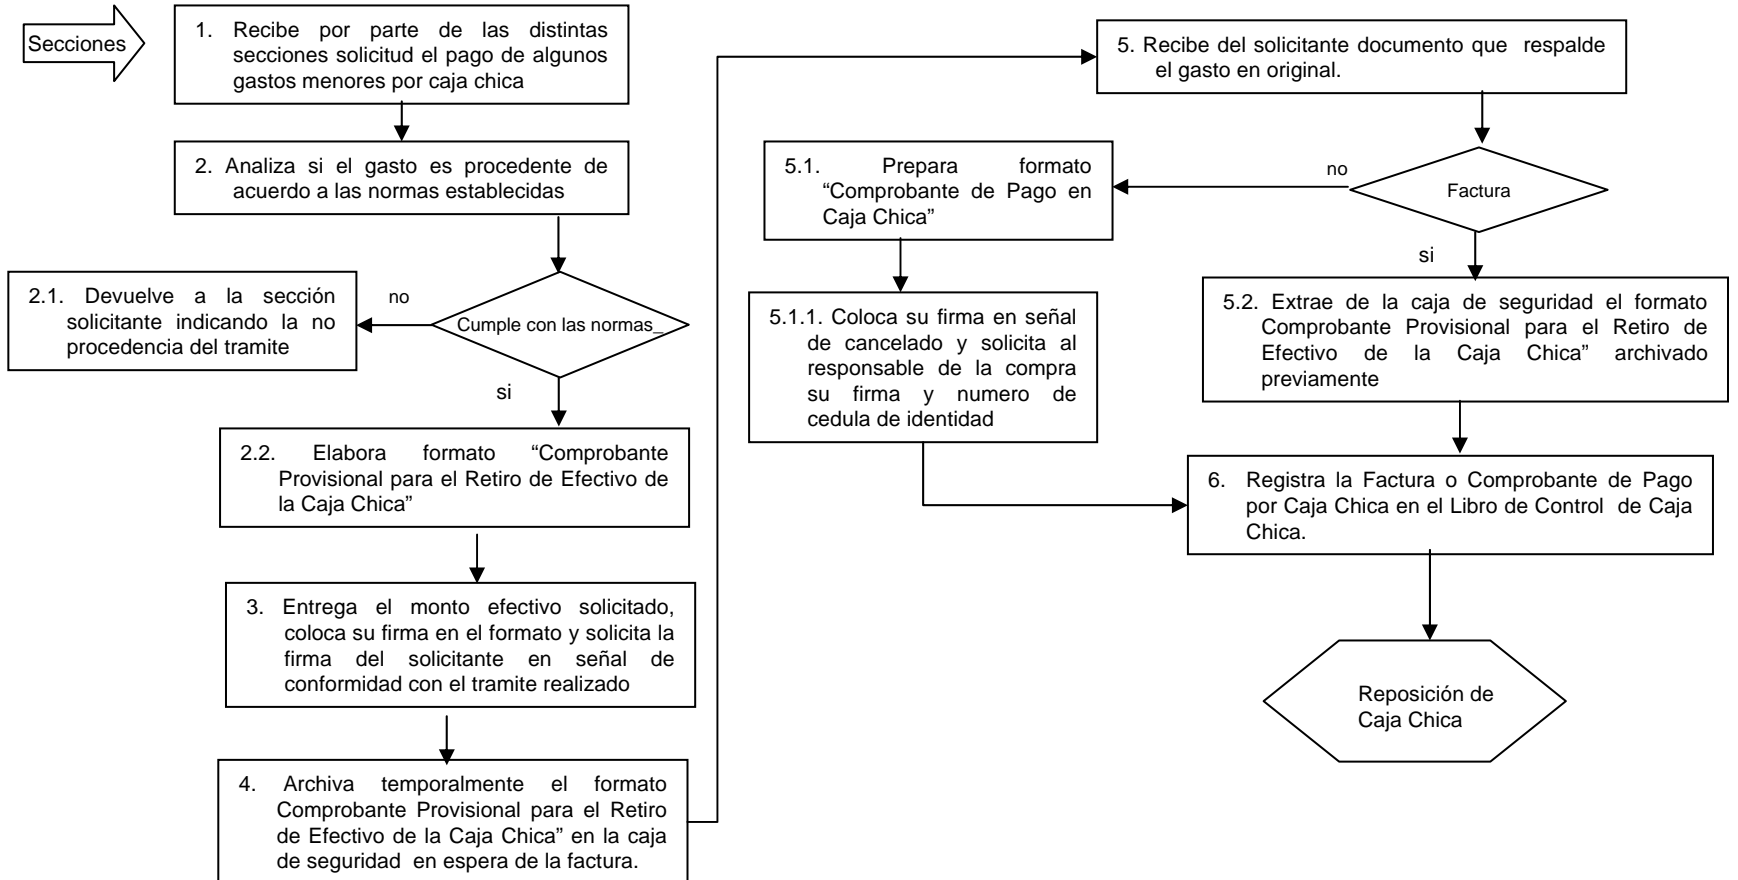 Secciones
1. Recibe por parte de las distintas
secciones solicitud el pago de algunos
gastos menores por caja chica
2. Analiza si el gasto es procedente de
acuerdo a las normas establecidas
Cumple con las normas_
no
2.1. Devuelve a la sección
solicitante indicando la no
procedencia del tramite
si
2.2. Elabora formato “Comprobante
Provisional para el Retiro de Efectivo de
la Caja Chica”
3. Entrega el monto efectivo solicitado,
coloca su firma en el formato y solicita la
firma del solicitante en señal de
conformidad con el tramite realizado
4. Archiva temporalmente el formato
Comprobante Provisional para el Retiro
de Efectivo de la Caja Chica” en la caja
de seguridad en espera de la factura.
5. Recibe del solicitante documento que respalde
el gasto en original.
Factura
no
5.1. Prepara formato
“Comprobante de Pago en
Caja Chica”
5.1.1. Coloca su firma en señal
de cancelado y solicita al
responsable de la compra
su firma y numero de
cedula de identidad
si
5.2. Extrae de la caja de seguridad el formato
Comprobante Provisional para el Retiro de
Efectivo de la Caja Chica” archivado
previamente
6. Registra la Factura o Comprobante de Pago
por Caja Chica en el Libro de Control de Caja
Chica.
Reposición de
Caja Chica